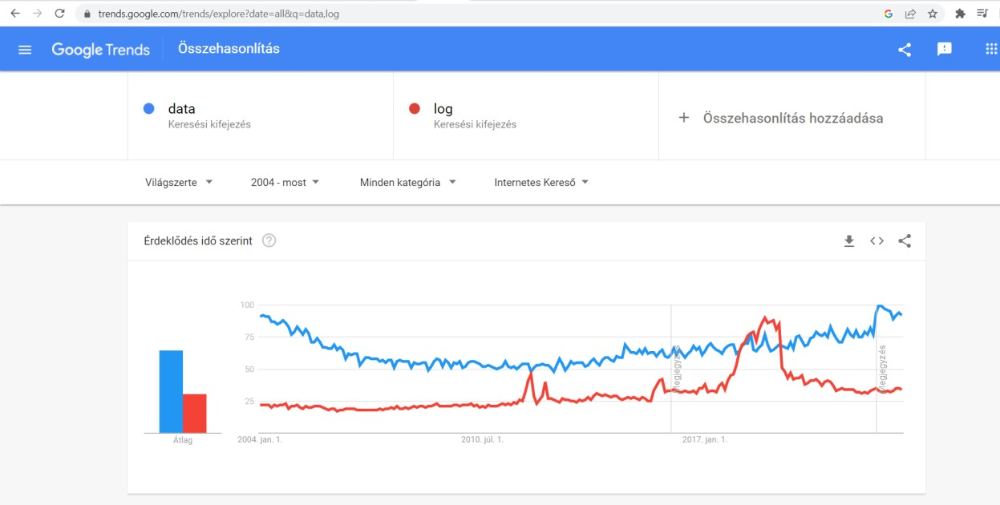 trends.google.com/trends/explore?date=all&q=data,log
Google Trends
Összehasonlítás
data
Keresési kifejezés
log
Keresési kifejezés
+ Összehasonlítás hozzáadása
Világszerte
2004 - most
Minden kategória
Internetes Kereső
Érdeklődés idő szerint
100
75
50
25
Átlag
2004. jan. 1.
2010. júl. 1.
2017. jan. 1.
Megjegyzés
Megjegyzés